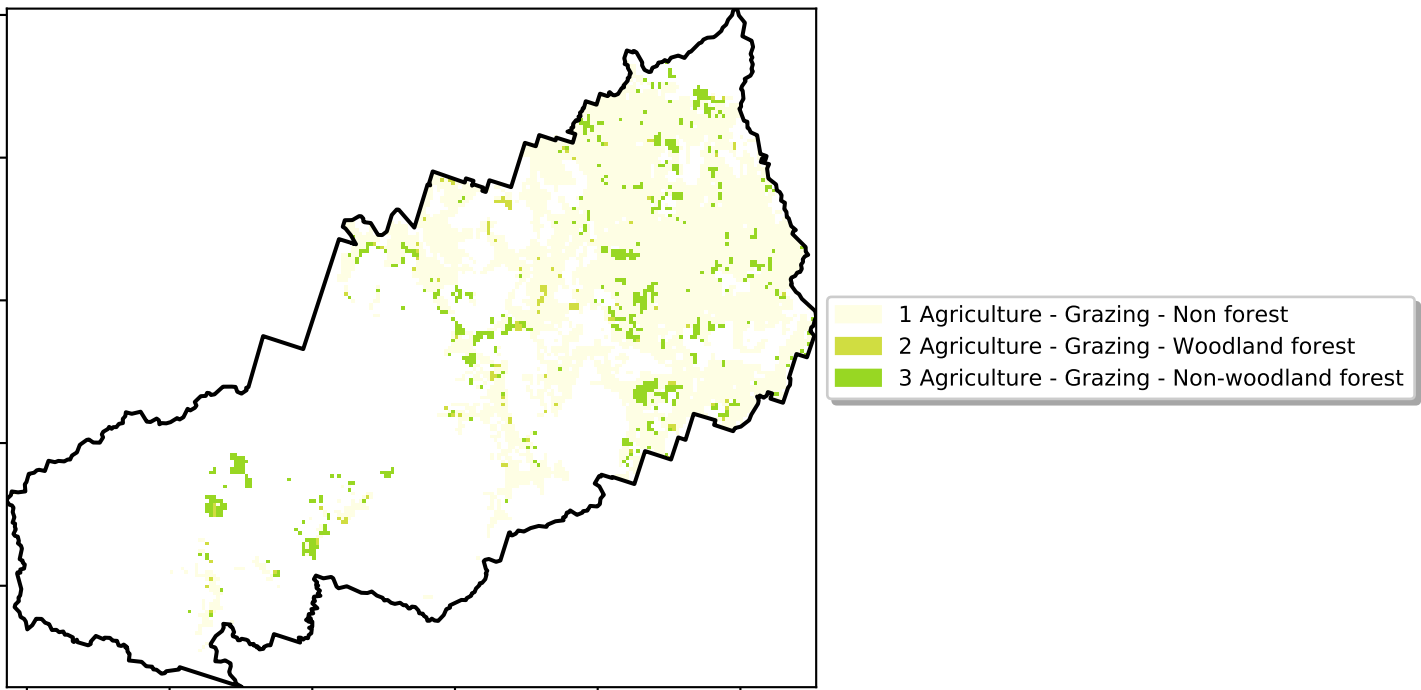 1 Agriculture - Grazing - Non forest
2 Agriculture - Grazing - Woodland forest
3 Agriculture - Grazing - Non-woodland forest